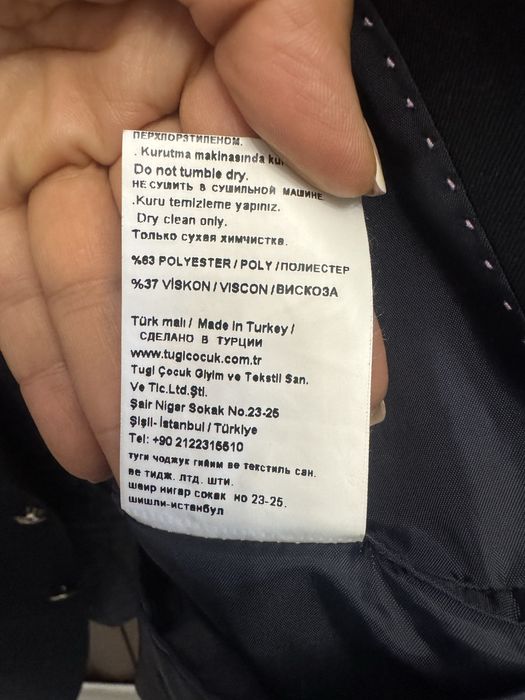 ПЕРХЛОРЭТИЛЕНОМ.
. Kurutma makinasında
Do not tumble dry.
НЕ СУШИТЬ В СУШИЛЬНОЙ МАШИНЕ
.Kuru temizleme yapınız.
Dry clean only.
Только сухая химчистка.
%63 POLYESTER / POLY / ПОЛИЕСТЕР
%37 VİSKON / VISCON / ВИСКОЗА
Türk malı / Made in Turkey /
СДЕЛАНО В ТУРЦИИ
www.tugicocuk.com.tr
Tugi Çocuk Giyim ve Tekstil San.
Ve Tic.Ltd.Şti.
Şair Nigar Sokak No.23-25
Şişli- İstanbul / Türkiye
Tel: +90 2122315510
туги чоджук гийим ве текстиль сан.
ве тидж. лтд. шти.
шаир нигар сокак но 23-25.
шишли-истанбул